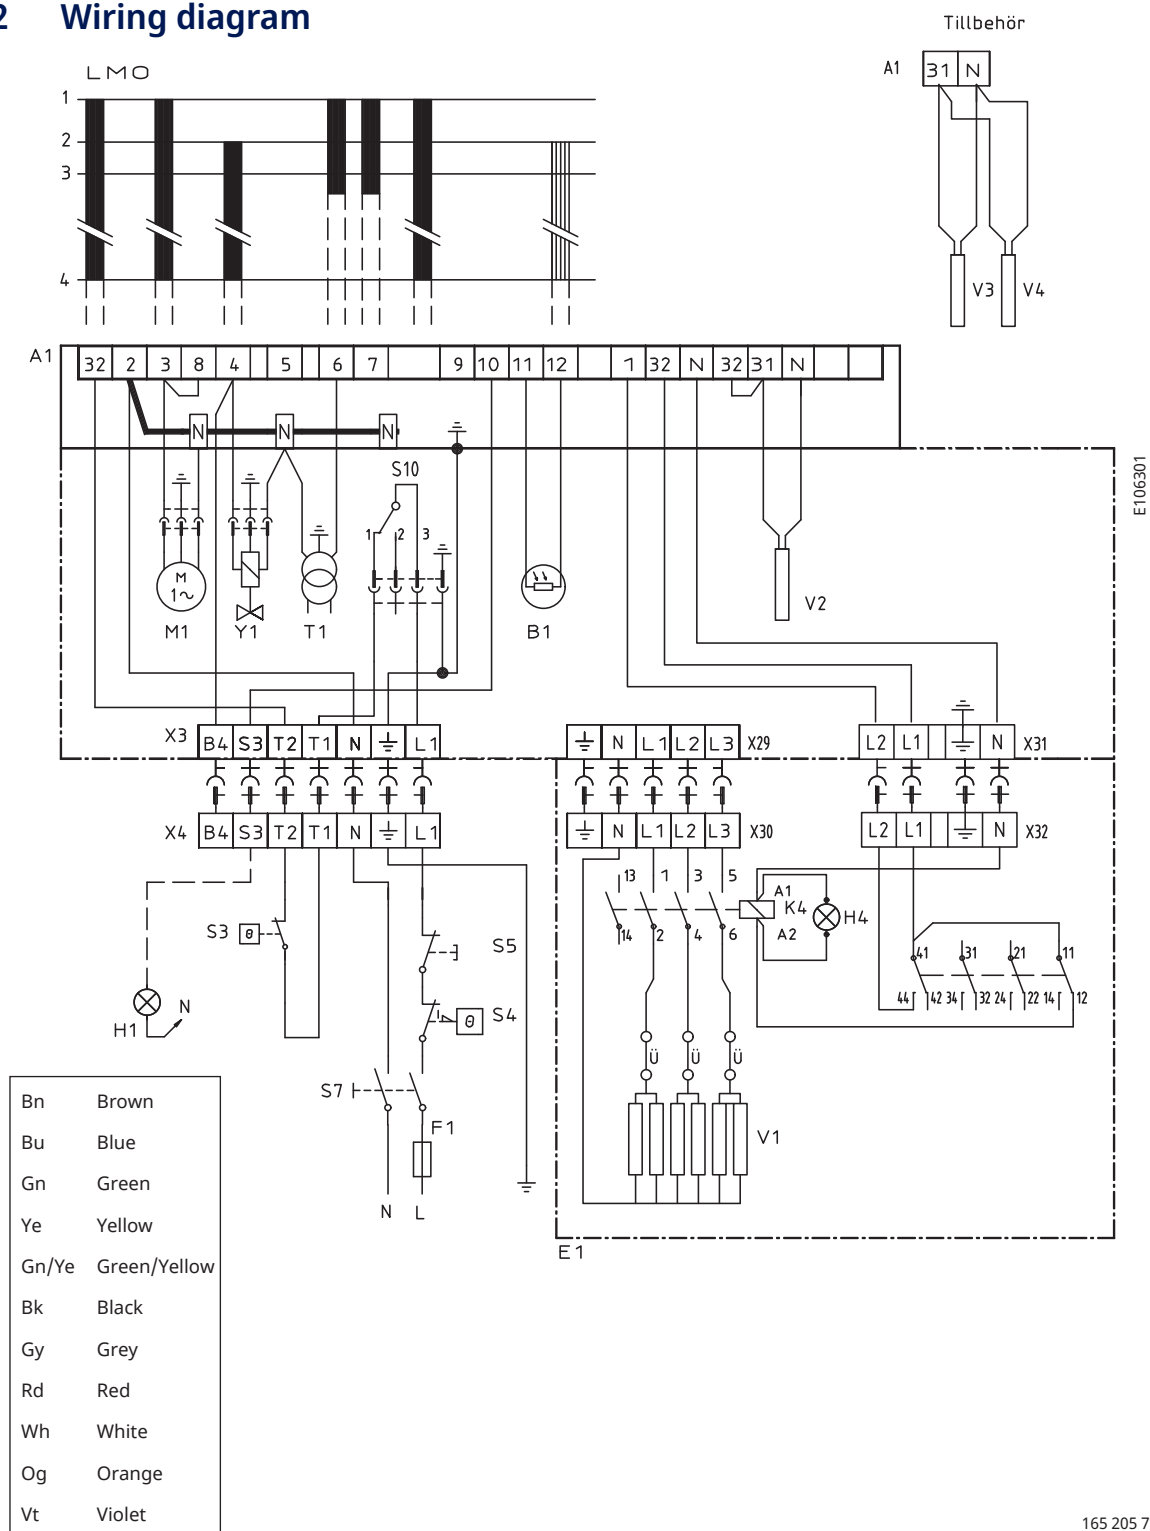 2 Wiring diagram
Tillbehör
LMO
A1 31 N
1
2
3
4
V3 V4
A1 32 2 3 8 4 5 6 7 9 10 11 12 1 32 N 32 31 N
N N N
S10
E106301
1 2 3
M
1~
M1 Y1 T1 B1 V2
X3 B4 S3 T2 T1 N L1 N L1 L2 L3 X29 L2 L1 N X31
X4 B4 S3 T2 T1 N L1 N L1 L2 L3 X30 L2 L1 N X32
13 1 3 5 A1
K4 H4
14 2 4 6 A2
S3 θ S5
41 31 21 11
44 42 34 32 24 22 14 12
H1 N S4 θ
Ü Ü Ü
S7
F1 V1
N L
E1
Bn Brown
Bu Blue
Gn Green
Ye Yellow
Gn/Ye Green/Yellow
Bk Black
Gy Grey
Rd Red
Wh White
Og Orange
Vt Violet
165 205 7